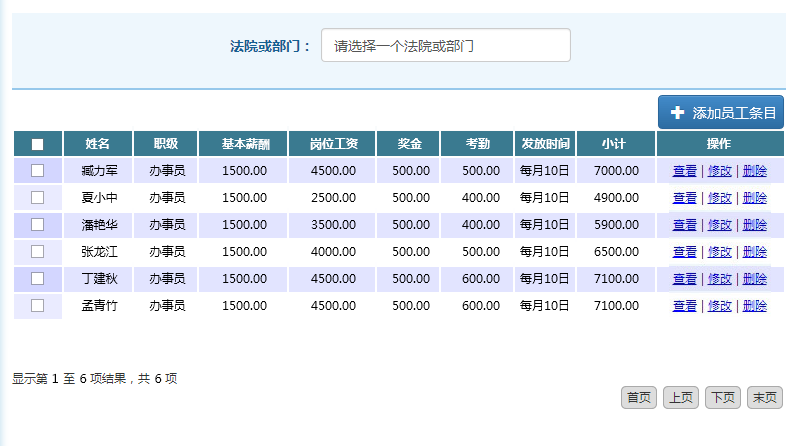 法院或部门： 请选择一个法院或部门
添加员工条目
姓名 职级 基本薪酬 岗位工资 奖金 考勤 发放时间 小计 操作
臧力军 办事员 1500.00 4500.00 500.00 500.00 每月10日 7000.00 查看 | 修改 | 删除
夏小中 办事员 1500.00 2500.00 500.00 400.00 每月10日 4900.00 查看 | 修改 | 删除
潘艳华 办事员 1500.00 3500.00 500.00 400.00 每月10日 5900.00 查看 | 修改 | 删除
张龙江 办事员 1500.00 4000.00 500.00 500.00 每月10日 6500.00 查看 | 修改 | 删除
丁建秋 办事员 1500.00 4500.00 500.00 600.00 每月10日 7100.00 查看 | 修改 | 删除
孟青竹 办事员 1500.00 4500.00 500.00 600.00 每月10日 7100.00 查看 | 修改 | 删除
显示第 1 至 6 项结果，共 6 项
首页 上页 下页 末页